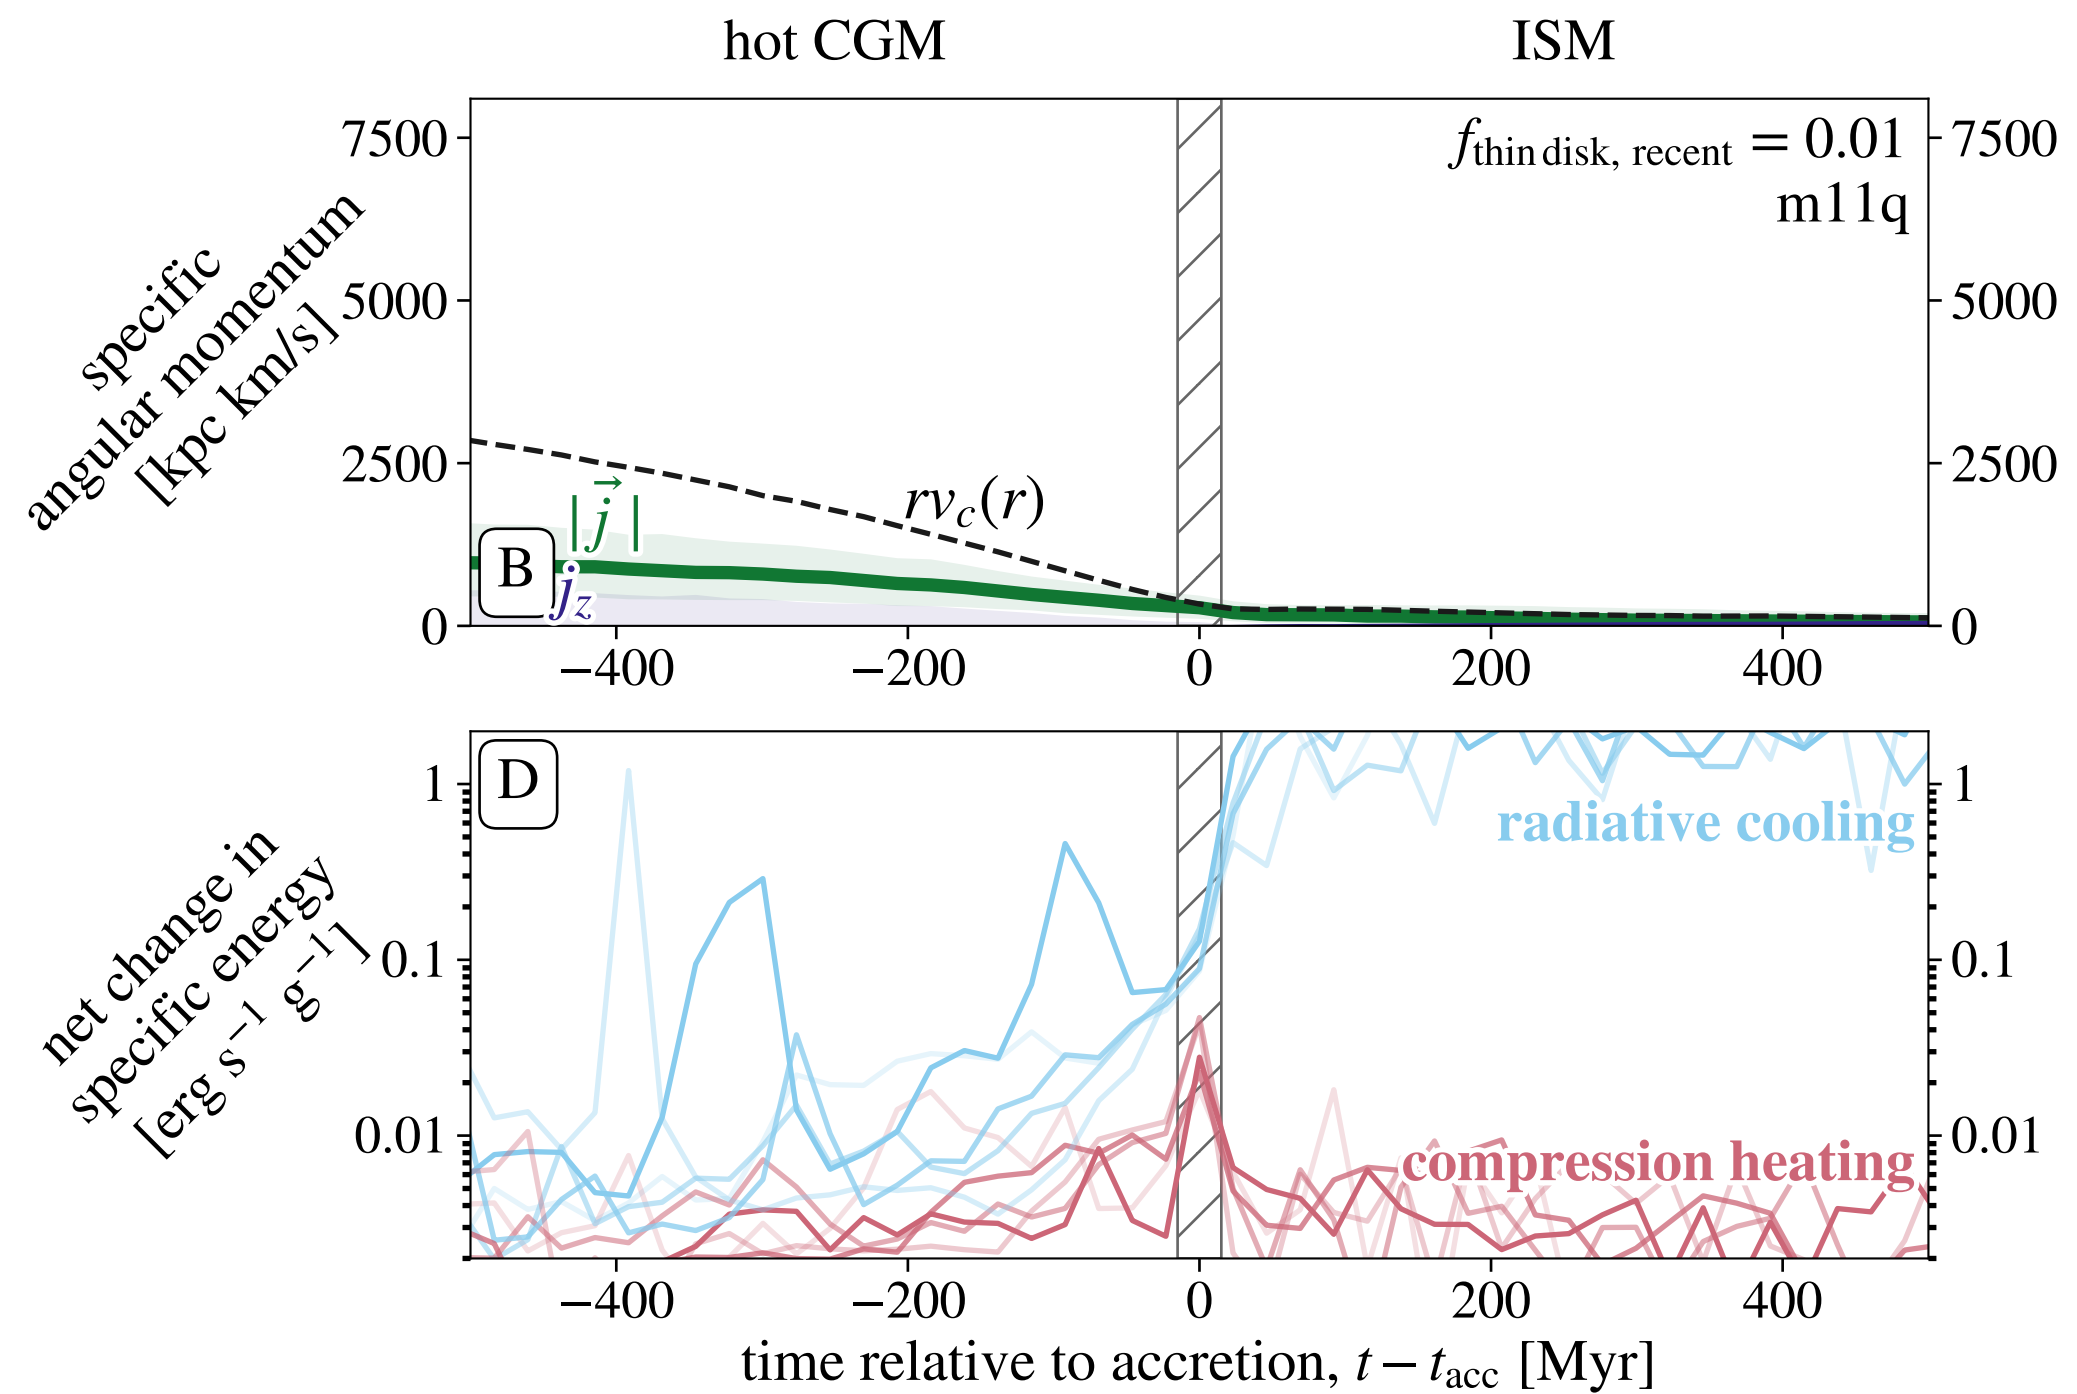 hot CGM
ISM
7500
7500
f_thin disk, recent = 0.01
m11q
specific
angular momentum
[kpc km/s]
5000
5000
2500
2500
rv_c(r)
|j⃗|
B
j_z
0
0
−400
−200
0
200
400
D
1
1
radiative cooling
net change in
specific energy
[erg s⁻¹ g⁻¹]
0.1
0.1
0.01
0.01
compression heating
−400
−200
0
200
400
time relative to accretion, t − t_acc [Myr]